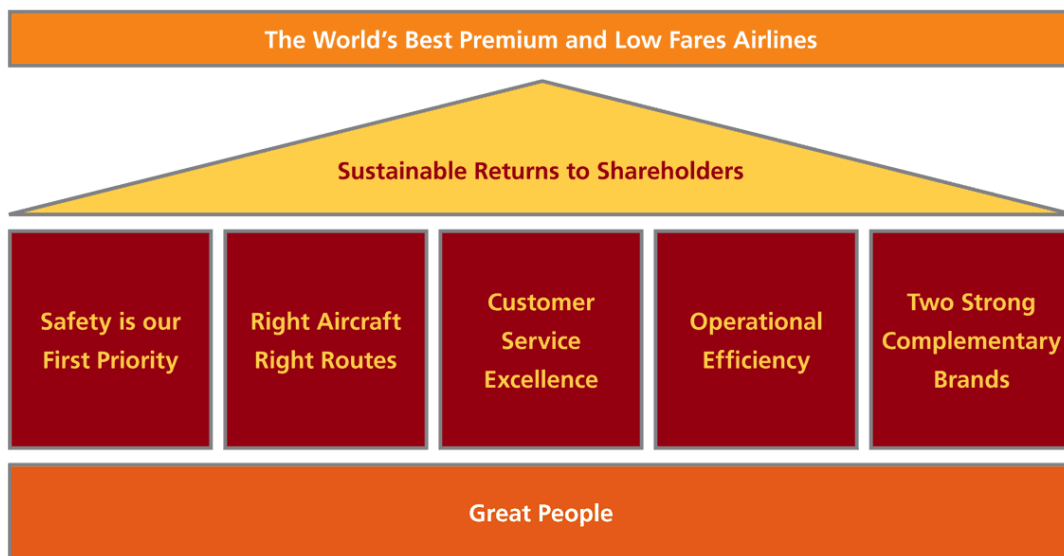 The World's Best Premium and Low Fares Airlines
Sustainable Returns to Shareholders
Safety is our
First Priority
Right Aircraft
Right Routes
Customer
Service
Excellence
Operational
Efficiency
Two Strong
Complementary
Brands
Great People